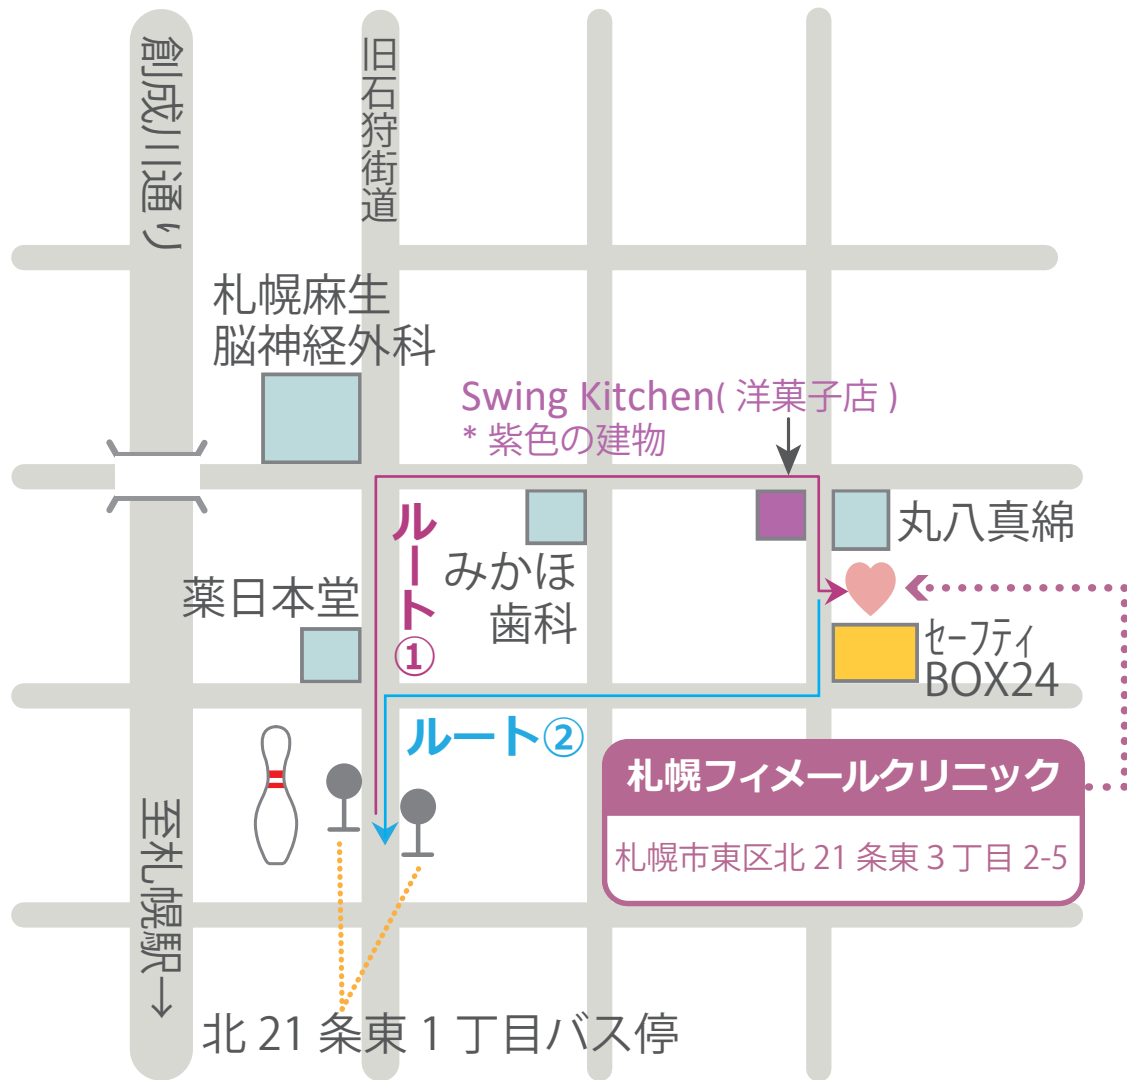 創成川通り
旧石狩街道
札幌麻生
脳神経外科
Swing Kitchen( 洋菓子店 )
* 紫色の建物
ルート①
丸八真綿
みかほ
歯科
薬日本堂
セーフティ
BOX24
ルート②
札幌フィメールクリニック
札幌市東区北 21 条東 3 丁目 2-5
至札幌駅→
北 21 条東 1 丁目バス停